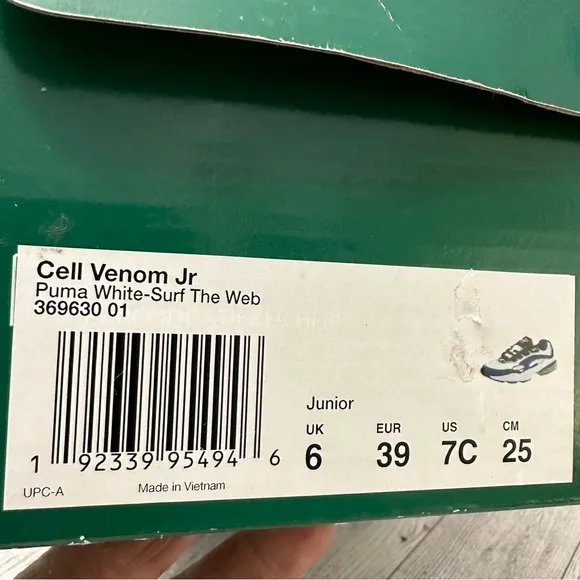 Cell Venom Jr
Puma White-Surf The Web
369630 01
Junior
UK EUR US CM
6 39 7C 25
1 92339 95494 6
UPC-A Made in Vietnam